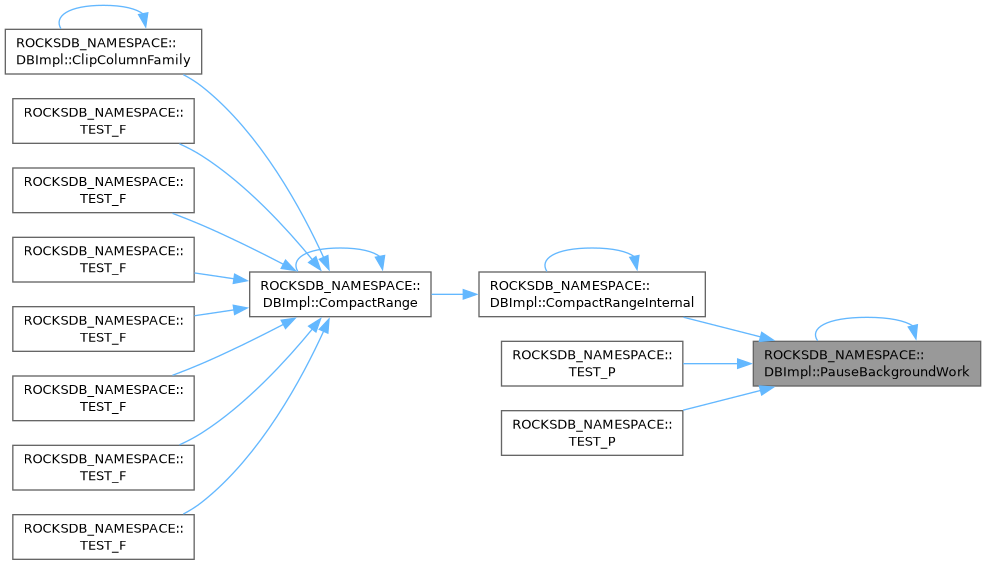 ROCKSDB_NAMESPACE::
DBImpl::ClipColumnFamily
ROCKSDB_NAMESPACE::
TEST_F
ROCKSDB_NAMESPACE::
TEST_F
ROCKSDB_NAMESPACE::
TEST_F
ROCKSDB_NAMESPACE::
TEST_F
ROCKSDB_NAMESPACE::
TEST_F
ROCKSDB_NAMESPACE::
TEST_F
ROCKSDB_NAMESPACE::
TEST_F
ROCKSDB_NAMESPACE::
DBImpl::CompactRange
ROCKSDB_NAMESPACE::
DBImpl::CompactRangeInternal
ROCKSDB_NAMESPACE::
TEST_P
ROCKSDB_NAMESPACE::
TEST_P
ROCKSDB_NAMESPACE::
DBImpl::PauseBackgroundWork